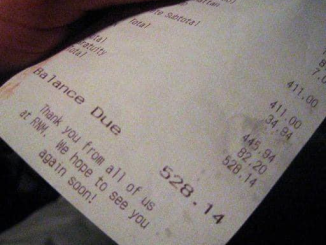 Subtotal
411.00
411.00
34.94
445.94
82.20
528.14
Balance Due 528.14
Thank you from all of us
at RNM. We hope to see you
again soon!